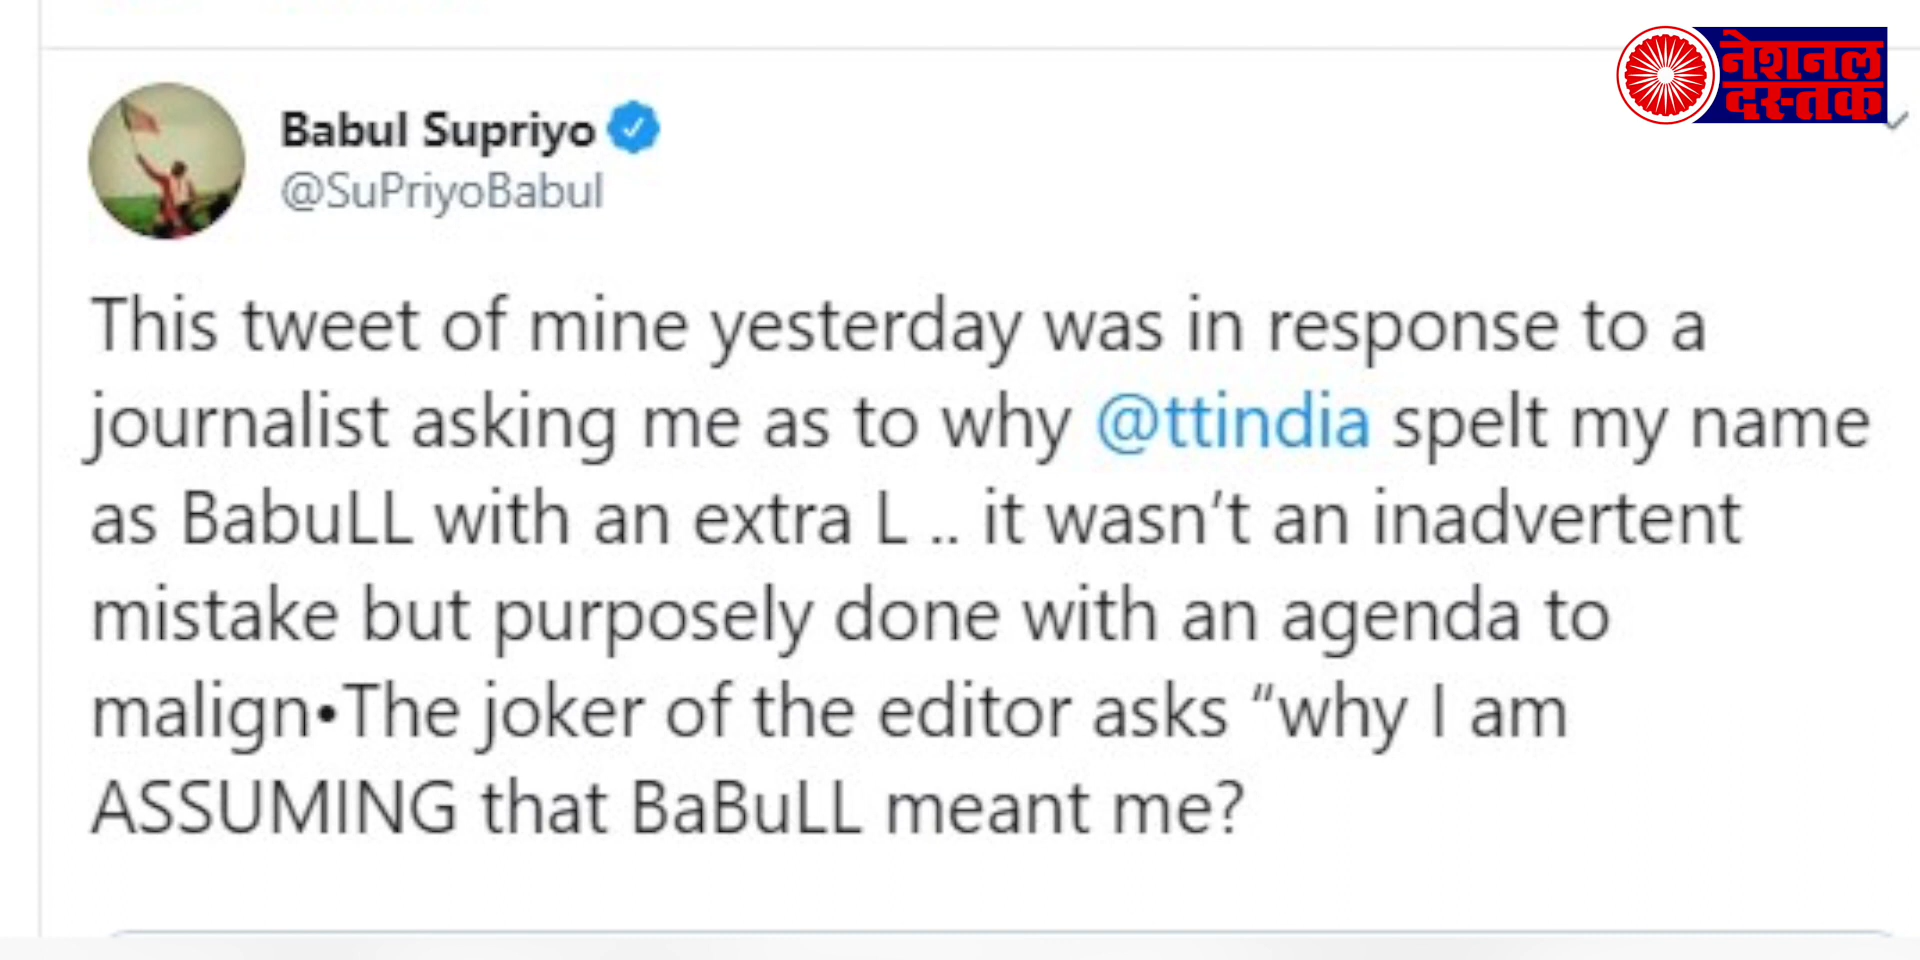 नेशनल
दस्तक
Babul Supriyo
@SuPriyoBabul
This tweet of mine yesterday was in response to a
journalist asking me as to why @ttindia spelt my name
as BabuLL with an extra L .. it wasn’t an inadvertent
mistake but purposely done with an agenda to
malign•The joker of the editor asks “why I am
ASSUMING that BaBuLL meant me?